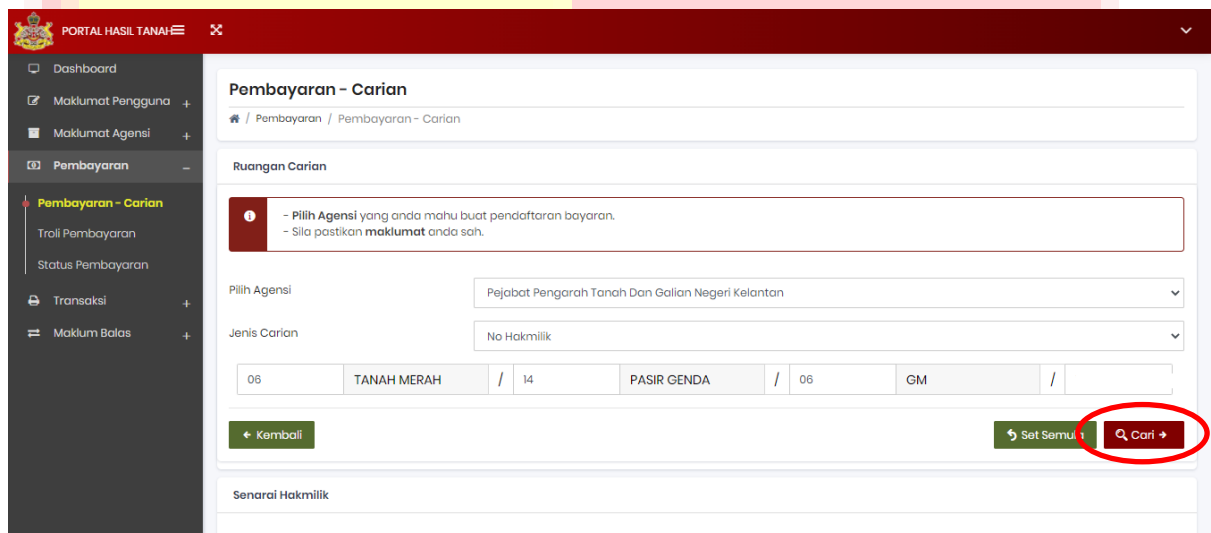 PORTAL HASIL TANAH
Dashboard
Maklumat Pengguna +
Maklumat Agensi +
Pembayaran -
Pembayaran - Carian
Troli Pembayaran
Status Pembayaran
Transaksi +
Maklum Balas +
Pembayaran - Carian
/ Pembayaran / Pembayaran - Carian
Ruangan Carian
- Pilih Agensi yang anda mahu buat pendaftaran bayaran.
- Sila pastikan maklumat anda sah.
Pilih Agensi
Pejabat Pengarah Tanah Dan Galian Negeri Kelantan
Jenis Carian
No Hakmilik
06 TANAH MERAH / 14 PASIR GENDA / 06 GM /
Kembali
Set Semula
Cari
Senarai Hakmilik